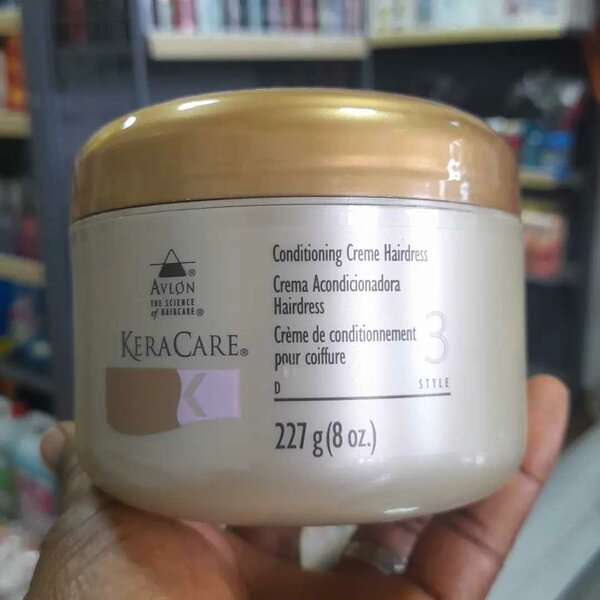 AVLON®
THE SCIENCE
of HAIRCARE®
KERACARE®
K
Conditioning Creme Hairdress
Crema Acondicionadora
Hairdress
Crème de conditionnement
pour coiffure
3
D STYLE
227 g (8 oz.)